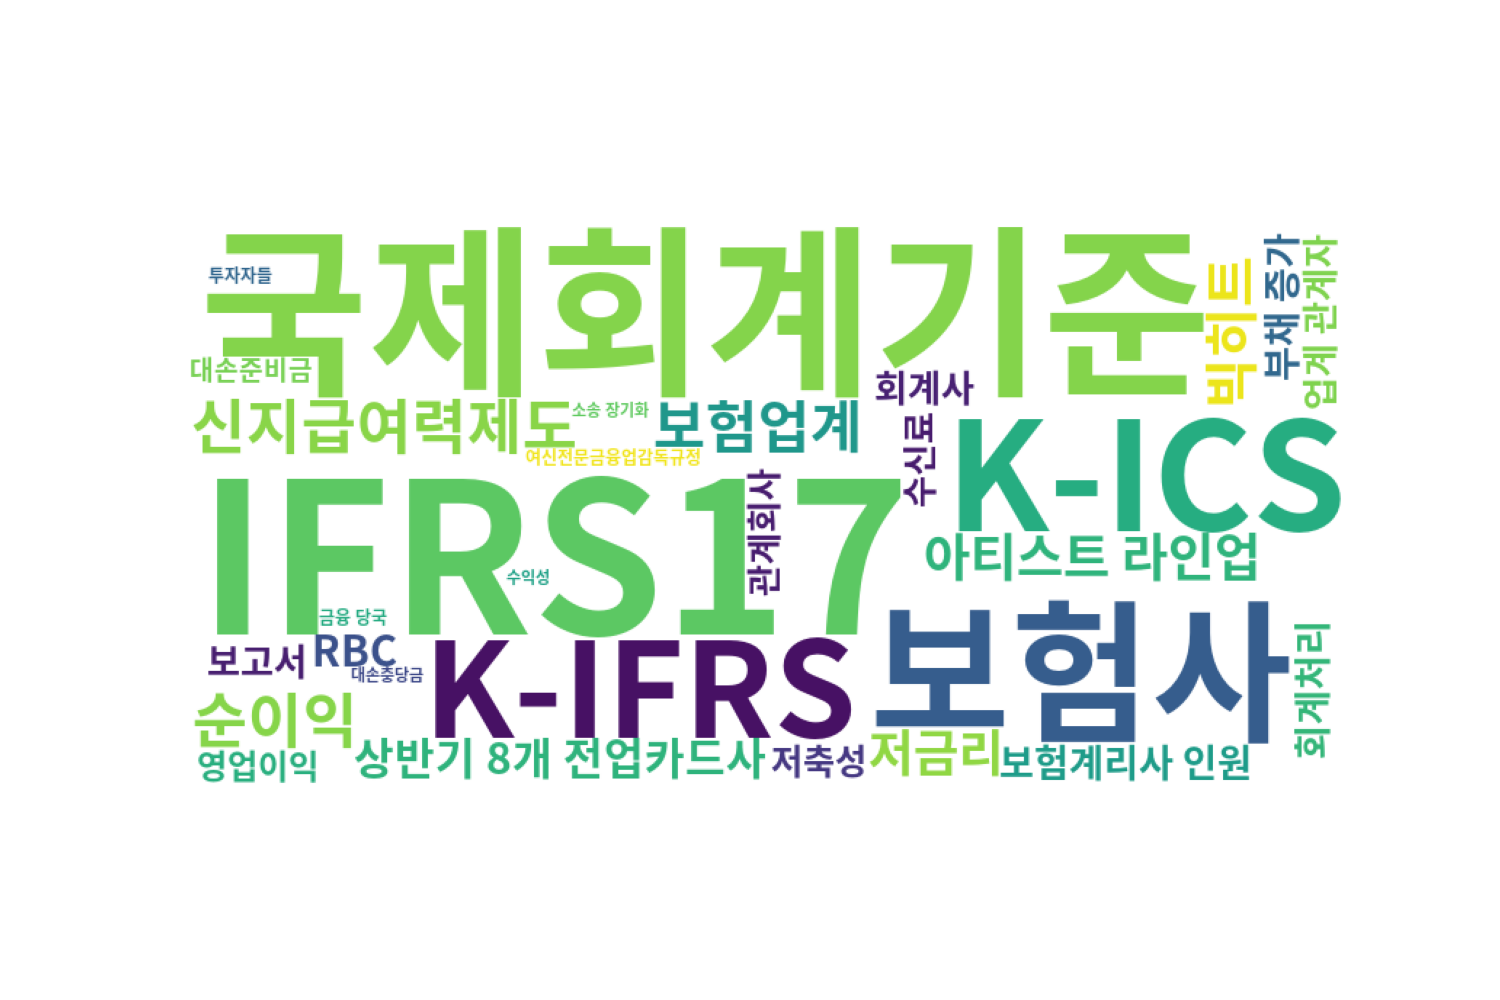 국제회계기준
투자자들
빅히트
부채 증가
업계 관계자
대손준비금
회계사
신지급여력제도
소송 장기화
보험업계
수신료
K-ICS
여신전문금융업감독규정
IFRS17
관계회사
아티스트 라인업
수익성
금융 당국
보험사
보고서
RBC
대손충당금
K-IFRS
회계처리
순이익
영업이익
상반기 8개 전업카드사
저축성
저금리
보험계리사 인원